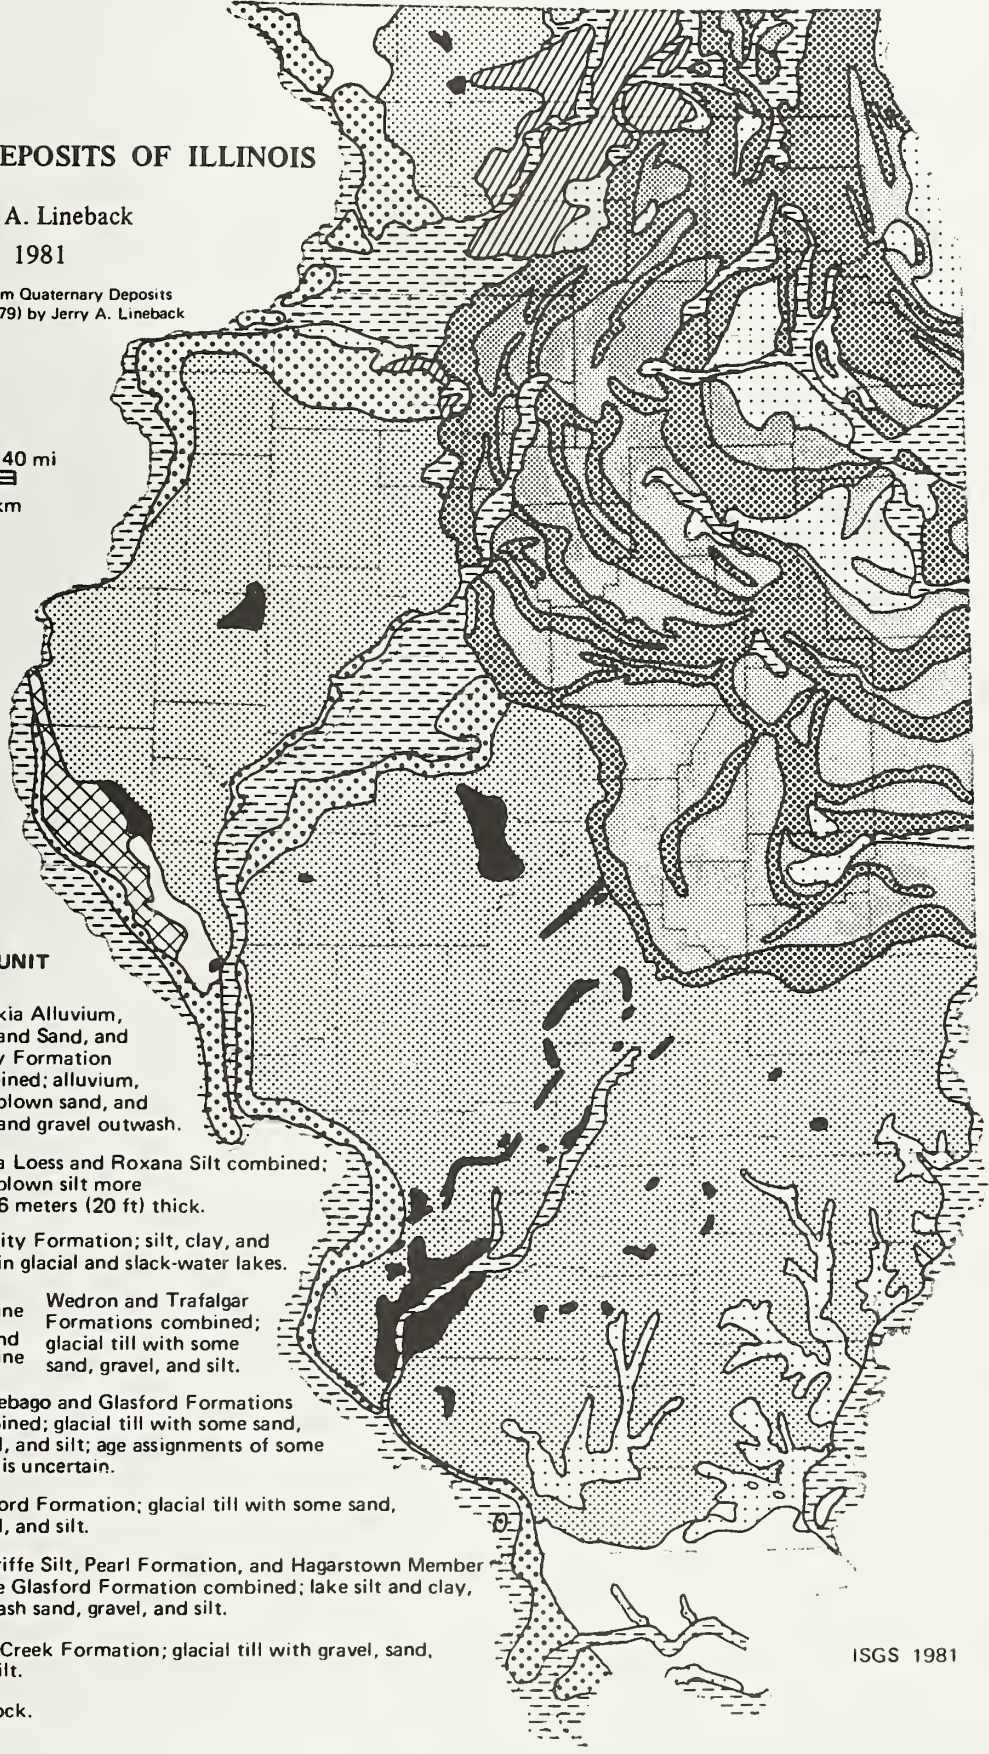 EPOSITS OF ILLINOIS
A. Lineback
1981
m Quaternary Deposits
79) by Jerry A. Lineback
40 mi
km
UNIT
kia Alluvium,
and Sand, and
y Formation
ined; alluvium,
blown sand, and
and gravel outwash.
a Loess and Roxana Silt combined;
blown silt more
6 meters (20 ft) thick.
ity Formation; silt, clay, and
in glacial and slack-water lakes.
ine
nd
ine
Wedron and Trafalgar
Formations combined;
glacial till with some
sand, gravel, and silt.
ebago and Glasford Formations
ined; glacial till with some sand,
l, and silt; age assignments of some
is uncertain.
ord Formation; glacial till with some sand,
l, and silt.
riffe Silt, Pearl Formation, and Hagarstown Member
e Glasford Formation combined; lake silt and clay,
ash sand, gravel, and silt.
Creek Formation; glacial till with gravel, sand,
ilt.
ock.
ISGS 1981